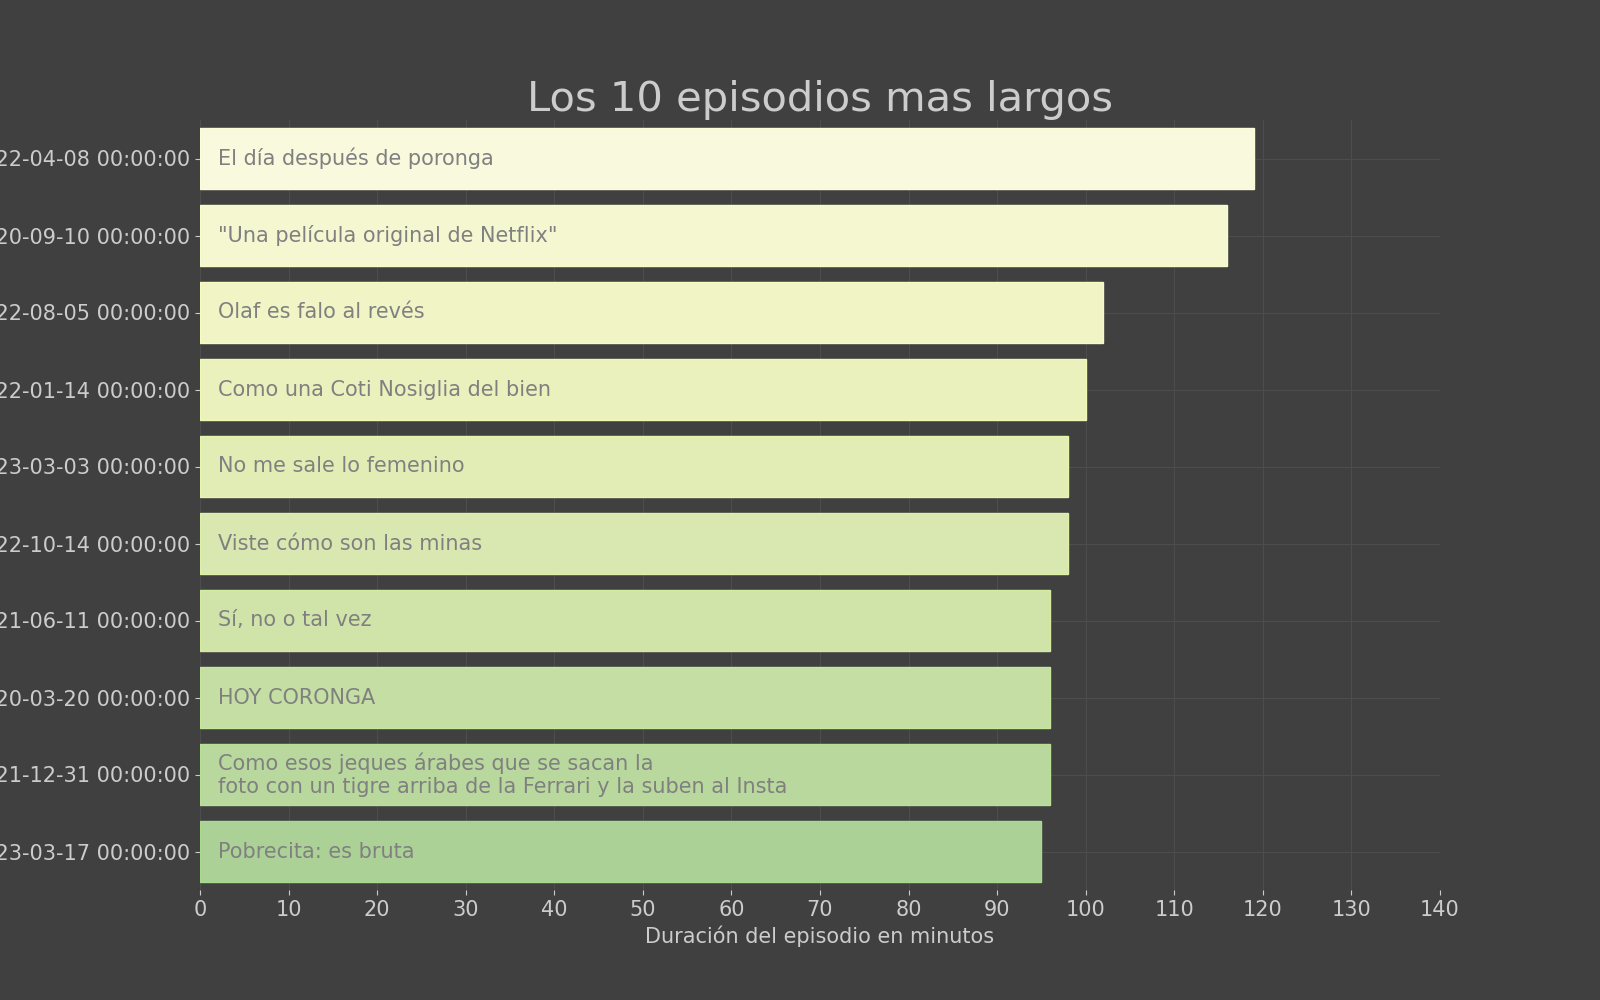 Los 10 episodios mas largos
22-04-08 00:00:00
El día después de poronga
20-09-10 00:00:00
"Una película original de Netflix"
22-08-05 00:00:00
Olaf es falo al revés
22-01-14 00:00:00
Como una Coti Nosiglia del bien
23-03-03 00:00:00
No me sale lo femenino
22-10-14 00:00:00
Viste cómo son las minas
21-06-11 00:00:00
Sí, no o tal vez
20-03-20 00:00:00
HOY CORONGA
21-12-31 00:00:00
Como esos jeques árabes que se sacan la
foto con un tigre arriba de la Ferrari y la suben al Insta
23-03-17 00:00:00
Pobrecita: es bruta
0 10 20 30 40 50 60 70 80 90 100 110 120 130 140
Duración del episodio en minutos